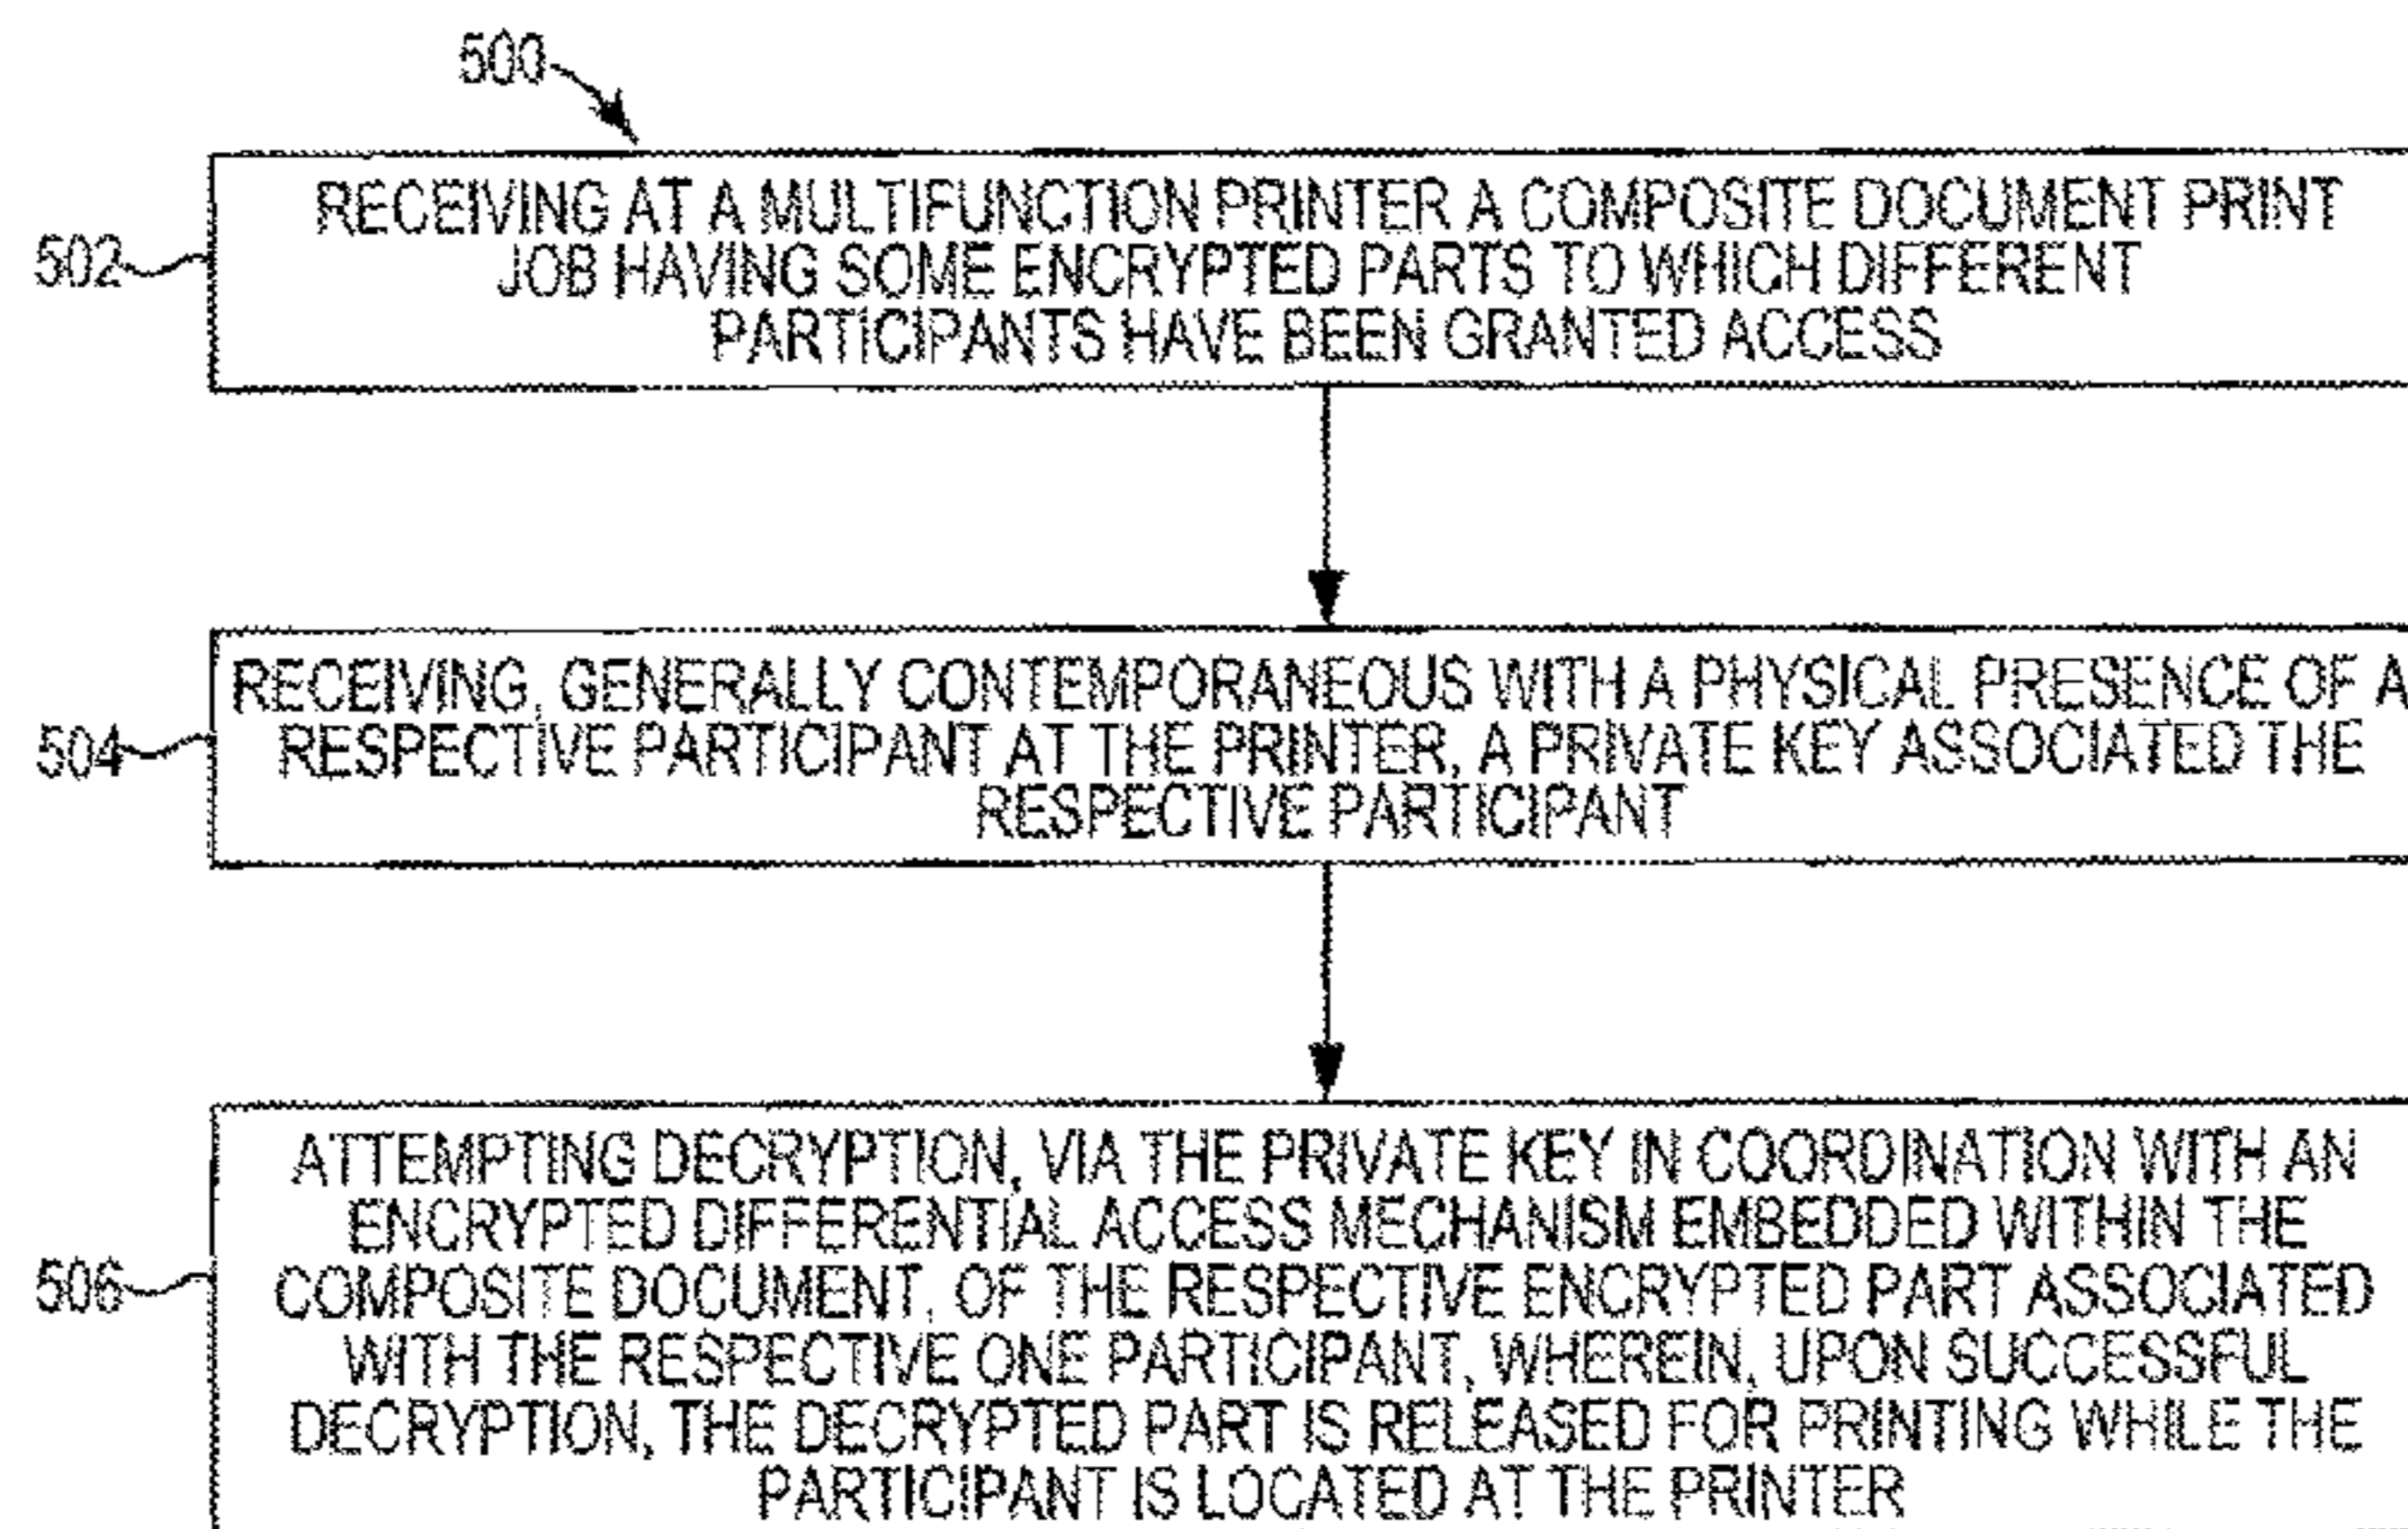 500
502
RECEIVING AT A MULTIFUNCTION PRINTER A COMPOSITE DOCUMENT PRINT
JOB HAVING SOME ENCRYPTED PARTS TO WHICH DIFFERENT
PARTICIPANTS HAVE BEEN GRANTED ACCESS
504
RECEIVING, GENERALLY CONTEMPORANEOUS WITH A PHYSICAL PRESENCE OF A
RESPECTIVE PARTICIPANT AT THE PRINTER, A PRIVATE KEY ASSOCIATED THE
RESPECTIVE PARTICIPANT
506
ATTEMPTING DECRYPTION, VIA THE PRIVATE KEY IN COORDINATION WITH AN
ENCRYPTED DIFFERENTIAL ACCESS MECHANISM EMBEDDED WITHIN THE
COMPOSITE DOCUMENT, OF THE RESPECTIVE ENCRYPTED PART ASSOCIATED
WITH THE RESPECTIVE ONE PARTICIPANT, WHEREIN, UPON SUCCESSFUL
DECRYPTION, THE DECRYPTED PART IS RELEASED FOR PRINTING WHILE THE
PARTICIPANT IS LOCATED AT THE PRINTER